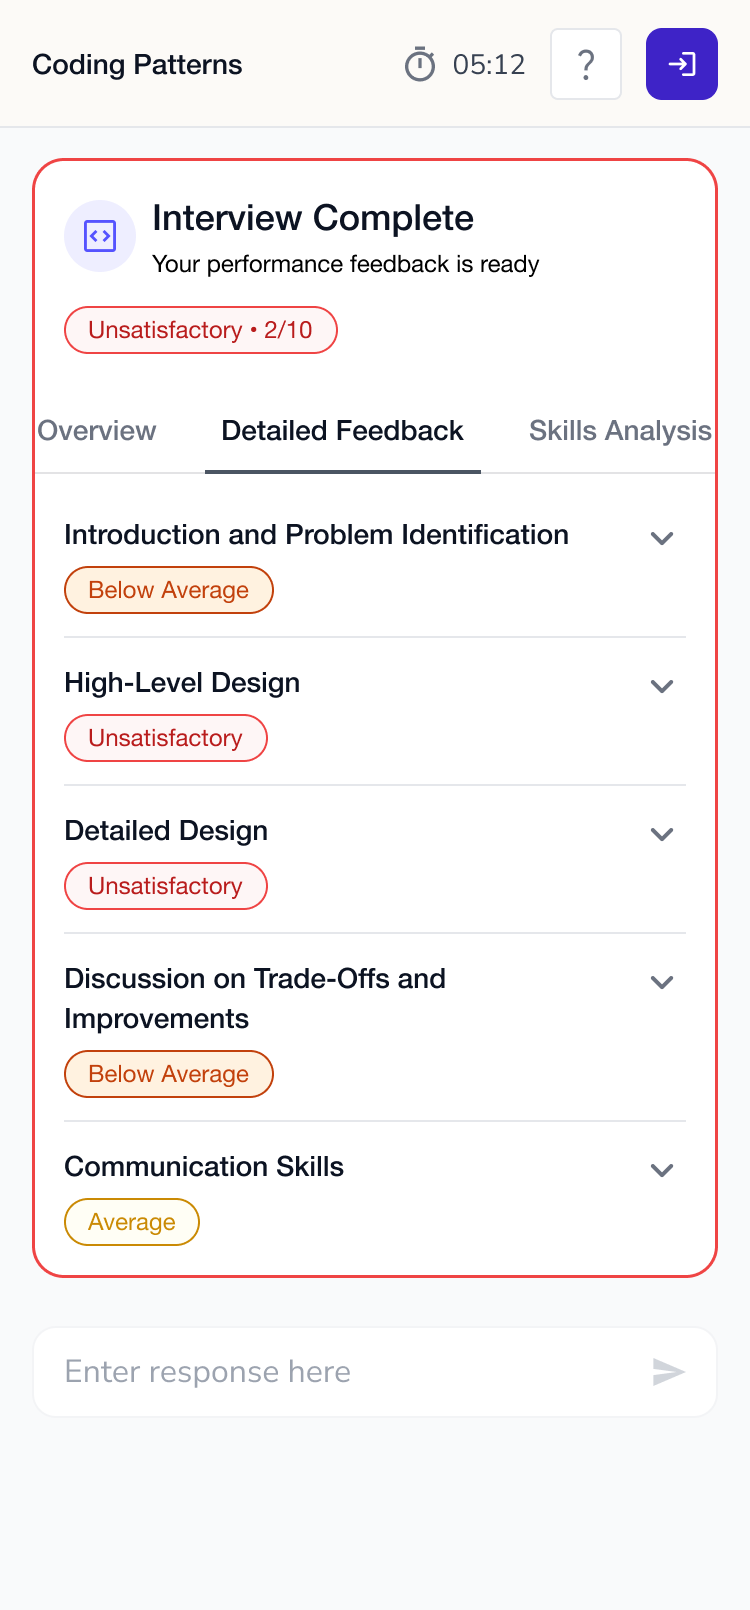 Coding Patterns
05:12
?
Interview Complete
Your performance feedback is ready
Unsatisfactory • 2/10
Overview
Detailed Feedback
Skills Analysis
Introduction and Problem Identification
Below Average
High-Level Design
Unsatisfactory
Detailed Design
Unsatisfactory
Discussion on Trade-Offs and
Improvements
Below Average
Communication Skills
Average
Enter response here